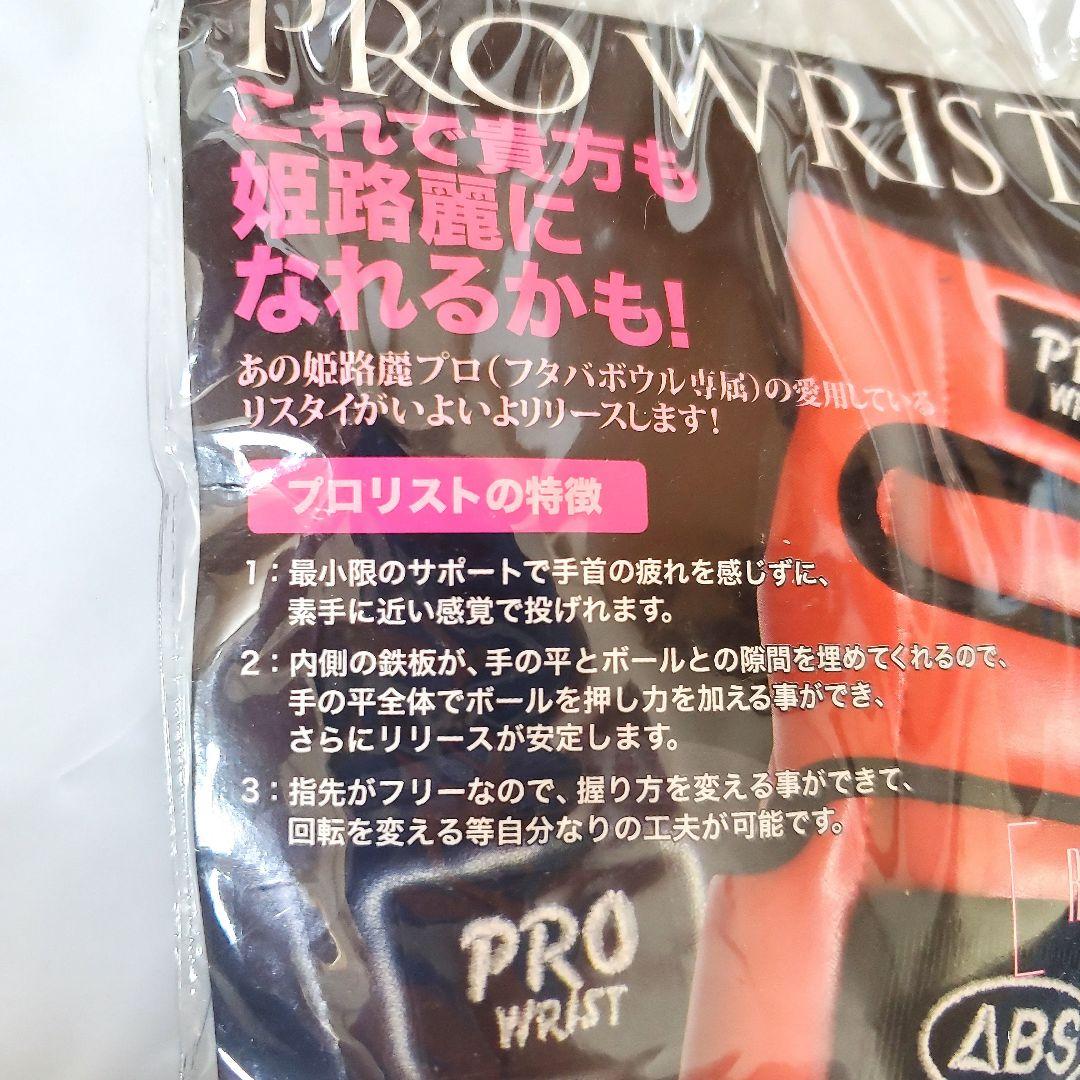 PRO WRIST
これで貴方も
姫路麗に
なれるかも!
あの姫路麗プロ(フタバボウル専属)の愛用している
リスタイがいよいよリリースします!
プロリストの特徴
1:最小限のサポートで手首の疲れを感じずに、
素手に近い感覚で投げれます。
2:内側の鉄板が、手の平とボールとの隙間を埋めてくれるので、
手の平全体でボールを押し力を加える事ができ、
さらにリリースが安定します。
3:指先がフリーなので、握り方を変える事ができて、
回転を変える等自分なりの工夫が可能です。
PRO
WRIST
ABS